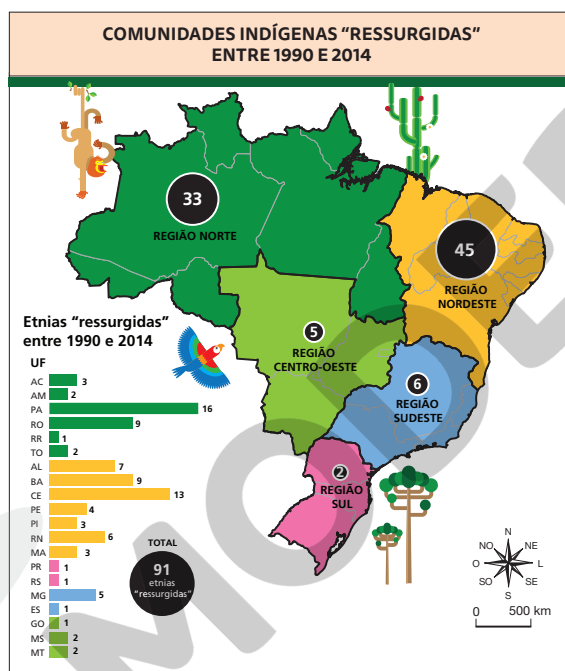 COMUNIDADES INDÍGENAS “RESSURGIDAS”
ENTRE 1990 E 2014
33
REGIÃO NORTE
45
REGIÃO
NORDESTE
5
REGIÃO
CENTRO-OESTE
6
REGIÃO
SUDESTE
2
REGIÃO
SUL
Etnias “ressurgidas”
entre 1990 e 2014
UF
AC 3
AM 2
PA 16
RO 9
RR 1
TO 2
AL 7
BA 9
CE 13
PE 4
PI 3
RN 6
MA 3
PR 1
RS 1
MG 5
ES 1
GO 1
MS 2
MT 2
TOTAL
91
etnias
“ressurgidas”
N
NO NE
O L
SO SE
S
0 500 km